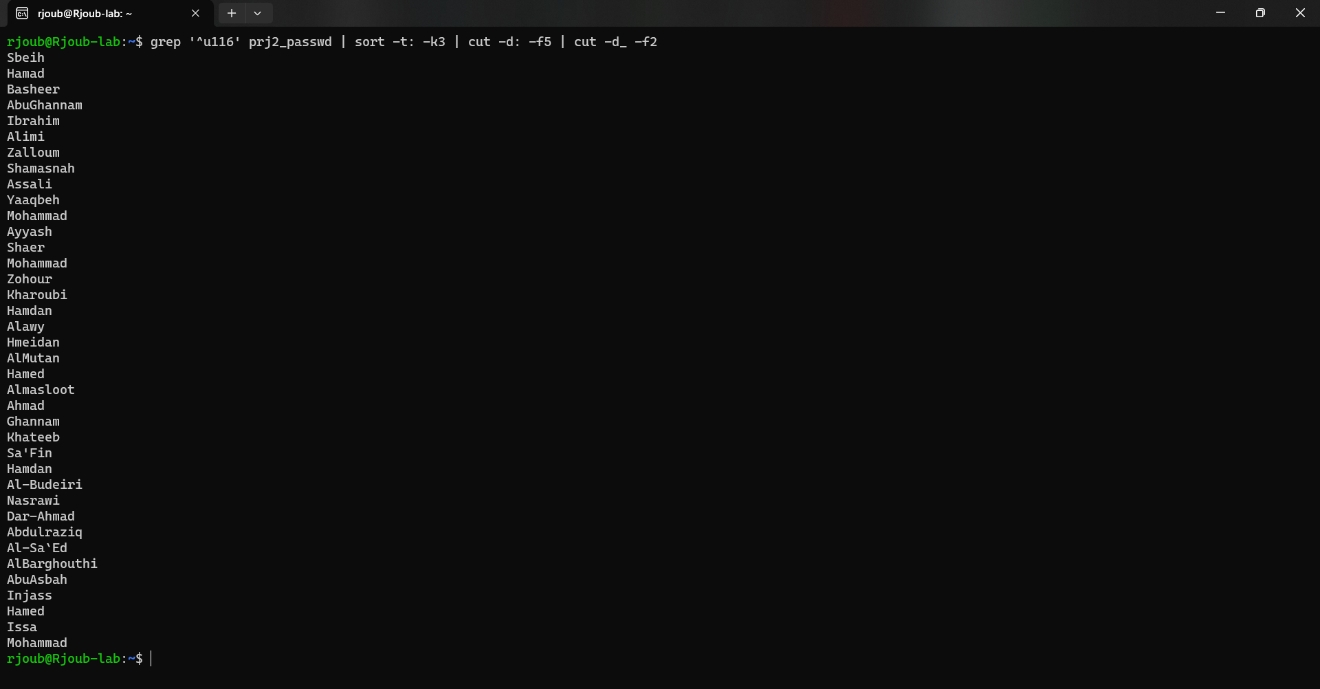 rjoub@Rjoub-lab: ~
rjoub@Rjoub-lab:~$ grep '^u116' prj2_passwd | sort -t: -k3 | cut -d: -f5 | cut -d_ -f2
Sbeih
Hamad
Basheer
AbuGhannam
Ibrahim
Alimi
Zalloum
Shamasnah
Assali
Yaaqbeh
Mohammad
Ayyash
Shaer
Mohammad
Zohour
Kharoubi
Hamdan
Alawy
Hmeidan
AlMutan
Hamed
Almasloot
Ahmad
Ghannam
Khateeb
Sa'Fin
Hamdan
Al-Budeiri
Nasrawi
Dar-Ahmad
Abdulraziq
Al-Sa`Ed
AlBarghouthi
AbuAsbah
Injass
Hamed
Issa
Mohammad
rjoub@Rjoub-lab:~$